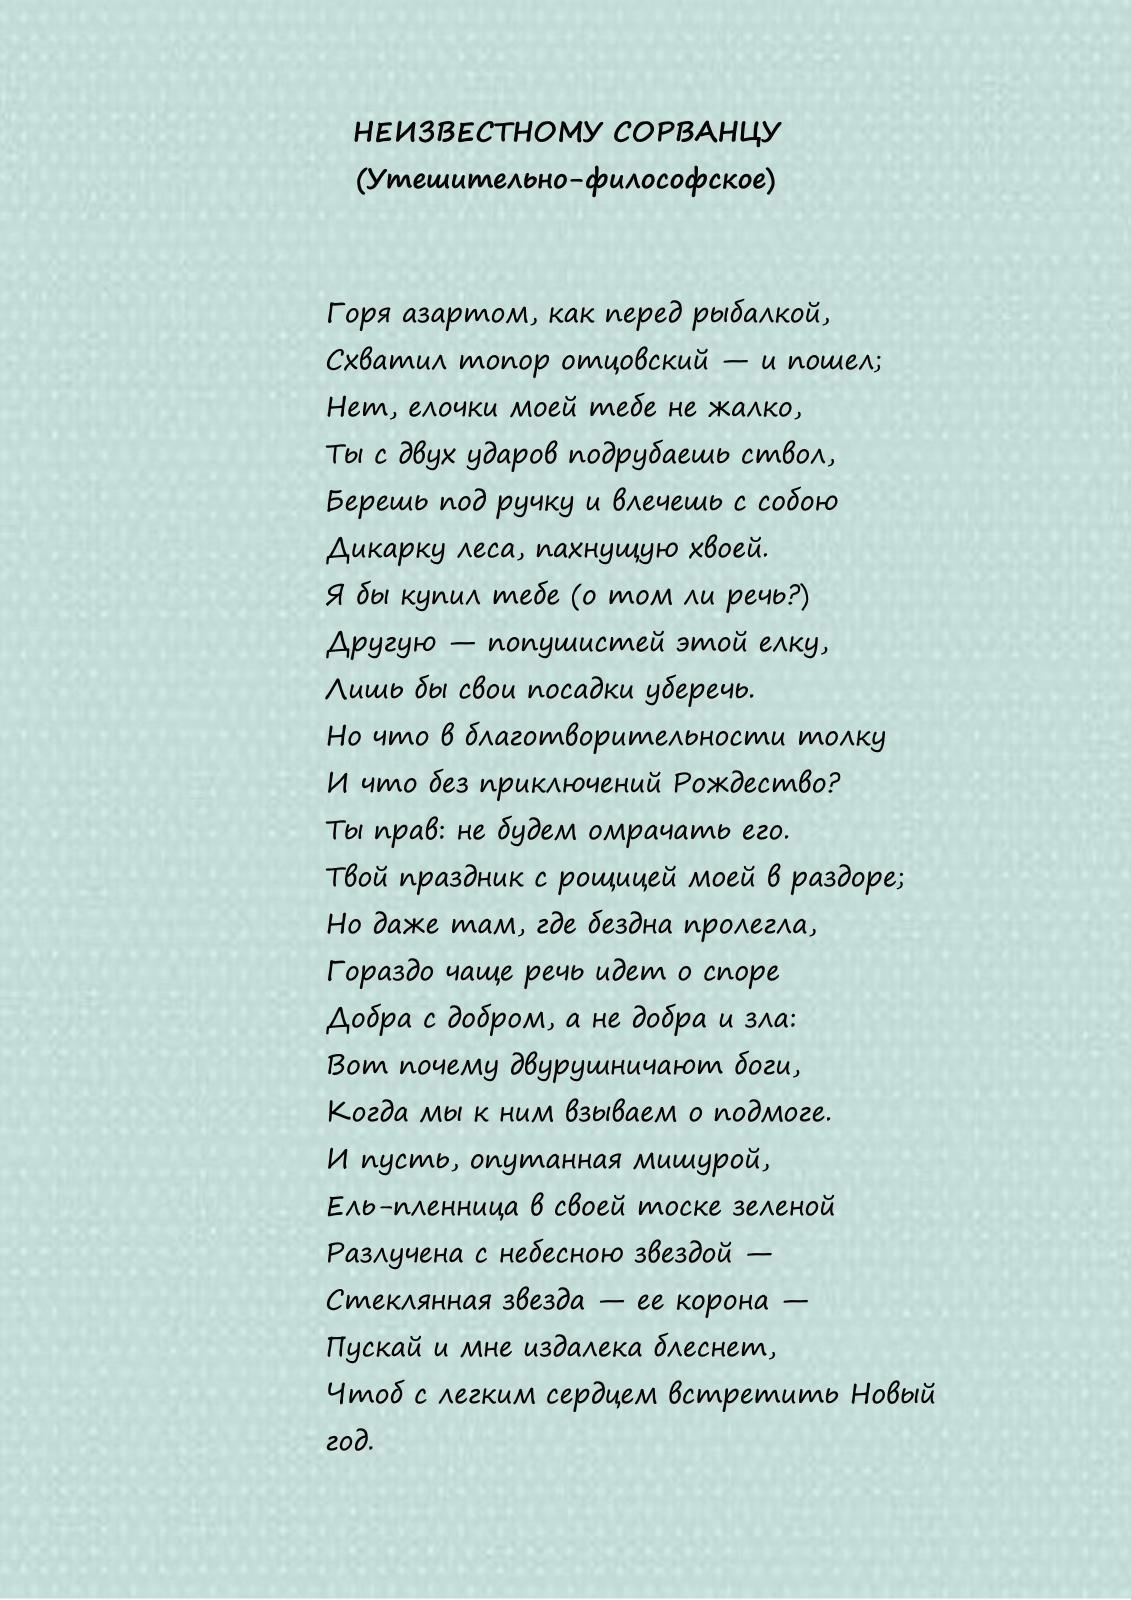 НЕИЗВЕСТНОМУ СОРВАНЦУ
(Утешительно-философское)
Горя азартом, как перед рыбалкой,
Схватил топор отцовский — и пошел;
Нет, елочки моей тебе не жалко,
Ты с двух ударов подрубаешь ствол,
Берешь под ручку и влечешь с собою
Дикарку леса, пахнущую хвоей.
Я бы купил тебе (о том ли речь?)
Другую — попушистей этой елку,
Лишь бы свои посадки уберечь.
Но что в благотворительности толку
И что без приключений Рождество?
Ты прав: не будем омрачать его.
Твой праздник с рощицей моей в раздоре;
Но даже там, где бездна пролегла,
Гораздо чаще речь идет о споре
Добра с добром, а не добра и зла:
Вот почему двурушничают боги,
Когда мы к ним взываем о подмоге.
И пусть, опутанная мишурой,
Ель-пленница в своей тоске зеленой
Разлучена с небесною звездой —
Стеклянная звезда — ее корона —
Пускай и мне издалека блеснет,
Чтоб с легким сердцем встретить Новый
год.